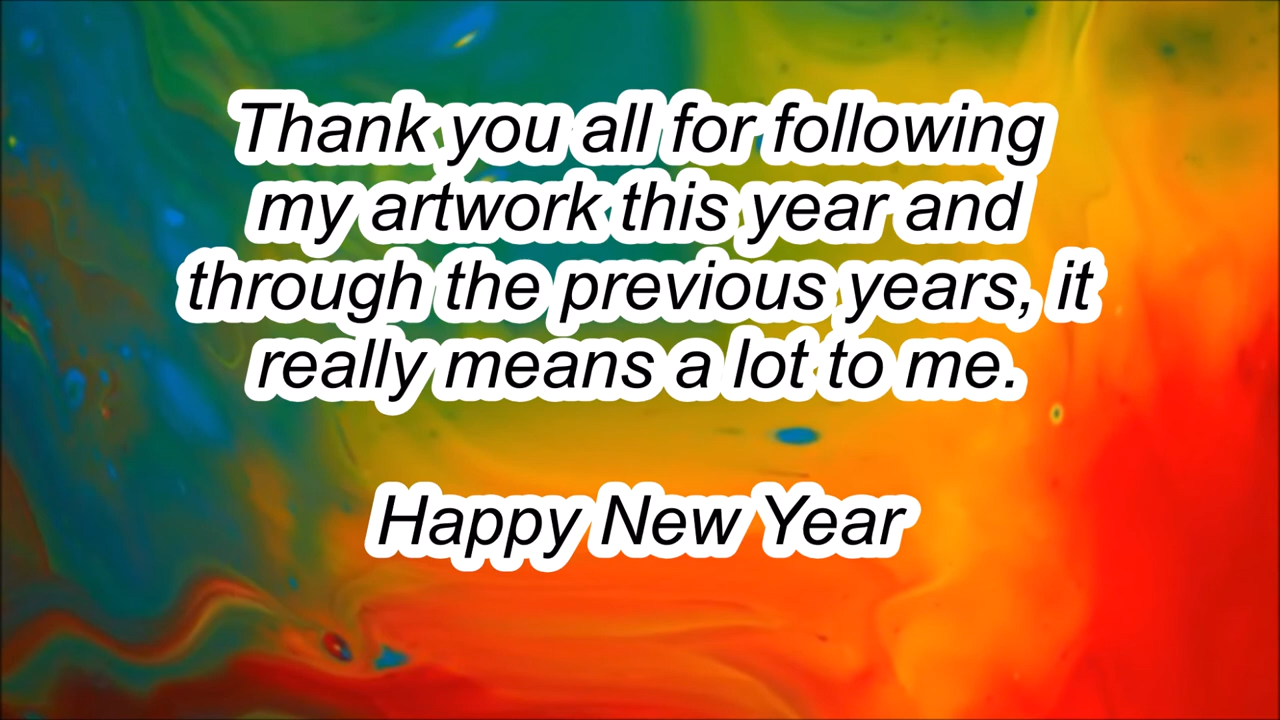 Thank you all for following
my artwork this year and
through the previous years, it
really means a lot to me.
Happy New Year